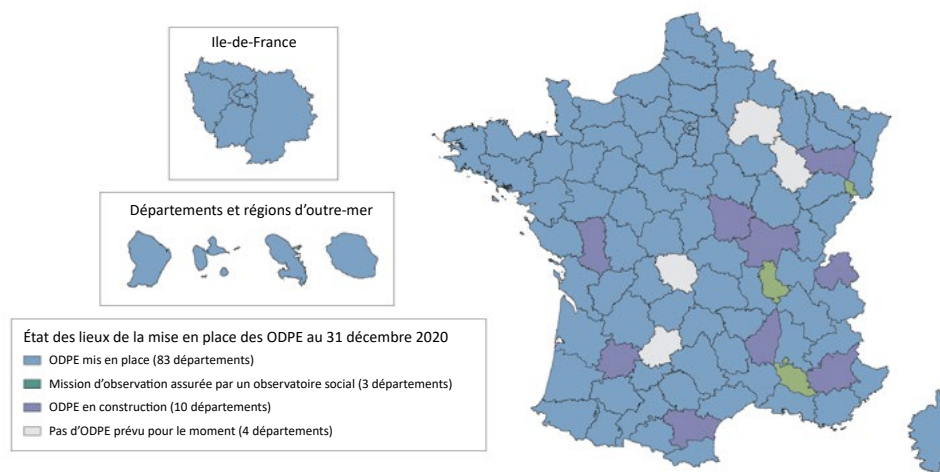 Ile-de-France
Départements et régions d’outre-mer
État des lieux de la mise en place des ODPE au 31 décembre 2020
ODPE mis en place (83 départements)
Mission d’observation assurée par un observatoire social (3 départements)
ODPE en construction (10 départements)
Pas d’ODPE prévu pour le moment (4 départements)